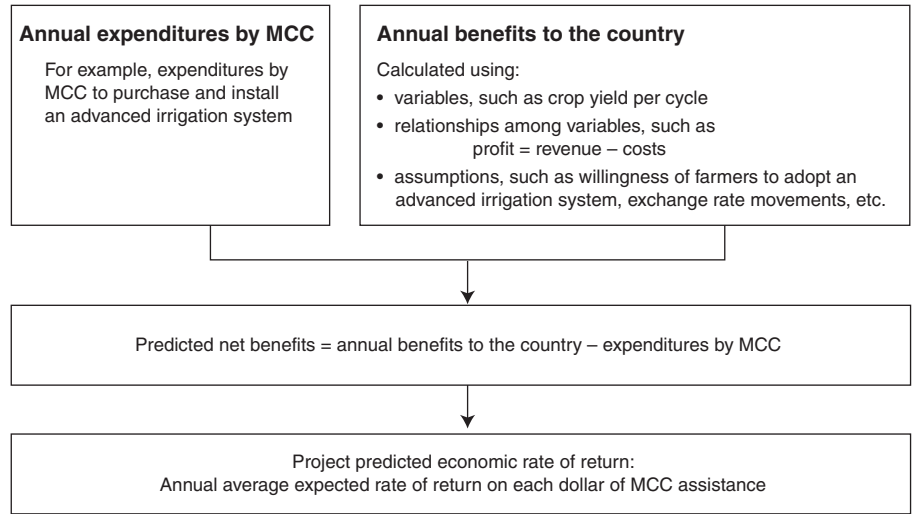 Annual expenditures by MCC
For example, expenditures by
MCC to purchase and install
an advanced irrigation system
Annual benefits to the country
Calculated using:
• variables, such as crop yield per cycle
• relationships among variables, such as
profit = revenue – costs
• assumptions, such as willingness of farmers to adopt an
advanced irrigation system, exchange rate movements, etc.
Predicted net benefits = annual benefits to the country – expenditures by MCC
Project predicted economic rate of return:
Annual average expected rate of return on each dollar of MCC assistance